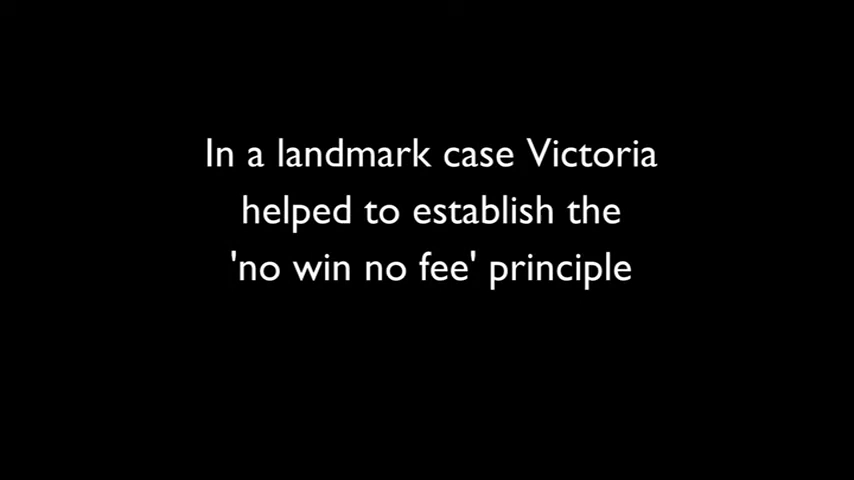 In a landmark case Victoria
helped to establish the
'no win no fee' principle